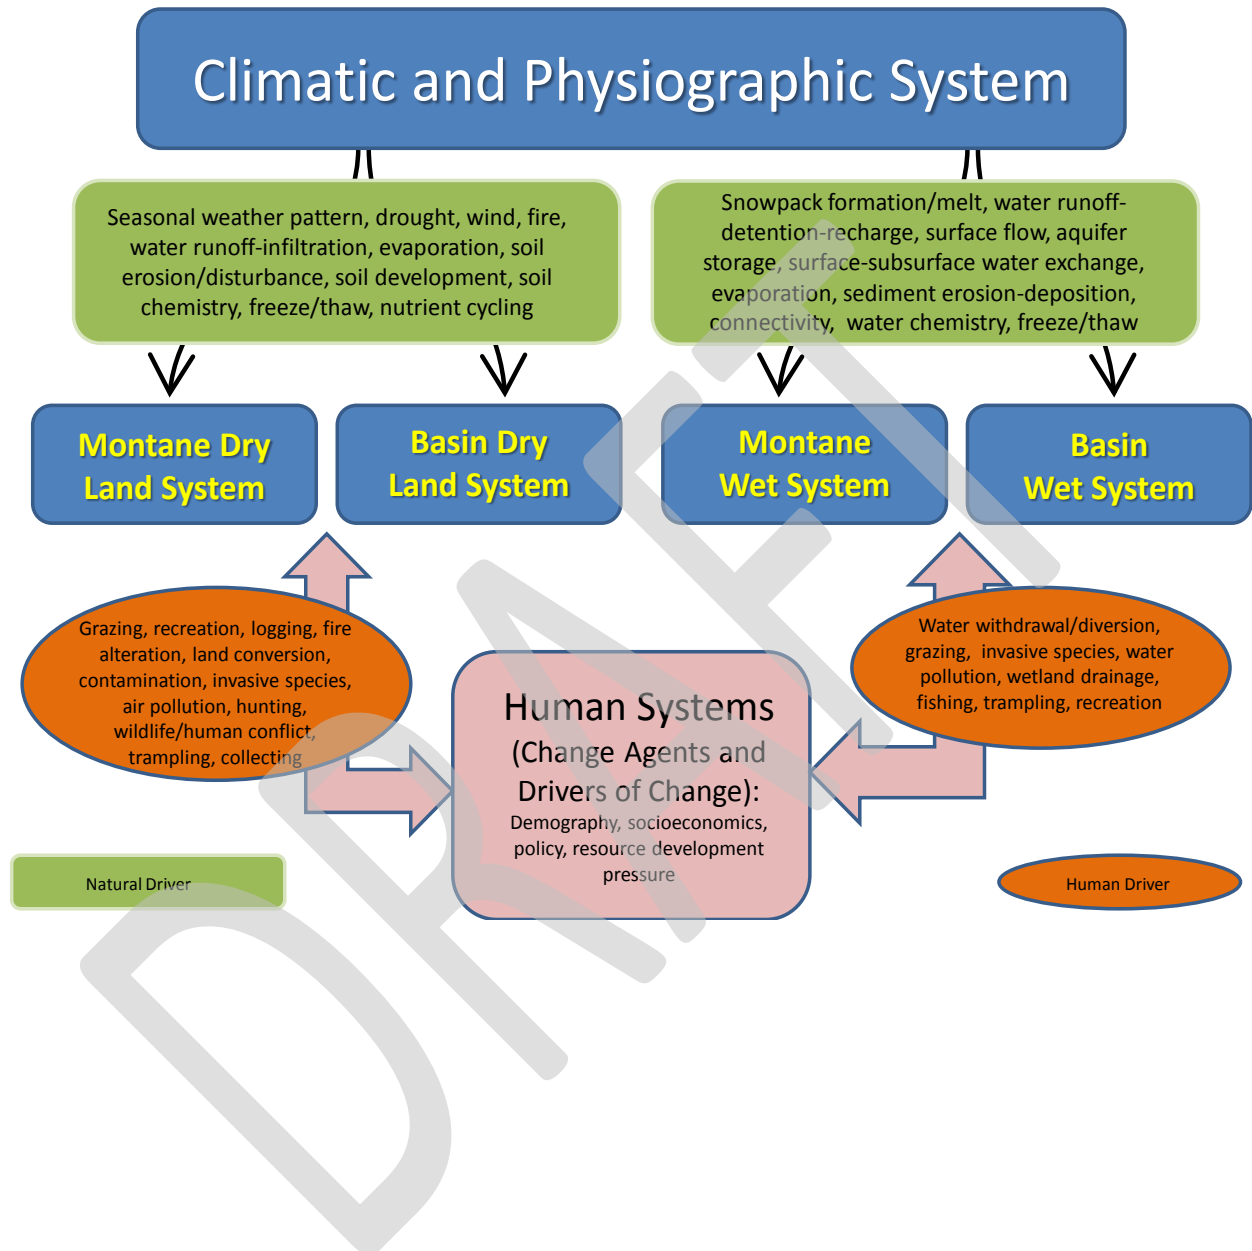 Climatic and Physiographic System
Seasonal weather pattern, drought, wind, fire,
water runoff-infiltration, evaporation, soil
erosion/disturbance, soil development, soil
chemistry, freeze/thaw, nutrient cycling
Snowpack formation/melt, water runoff-
detention-recharge, surface flow, aquifer
storage, surface-subsurface water exchange,
evaporation, sediment erosion-deposition,
connectivity, water chemistry, freeze/thaw
Montane Dry
Land System
Basin Dry
Land System
Montane
Wet System
Basin
Wet System
Grazing, recreation, logging, fire
alteration, land conversion,
contamination, invasive species,
air pollution, hunting,
wildlife/human conflict,
trampling, collecting
Water withdrawal/diversion,
grazing, invasive species, water
pollution, wetland drainage,
fishing, trampling, recreation
Human Systems
(Change Agents and
Drivers of Change):
Demography, socioeconomics,
policy, resource development
pressure
Natural Driver
Human Driver
DRAFT